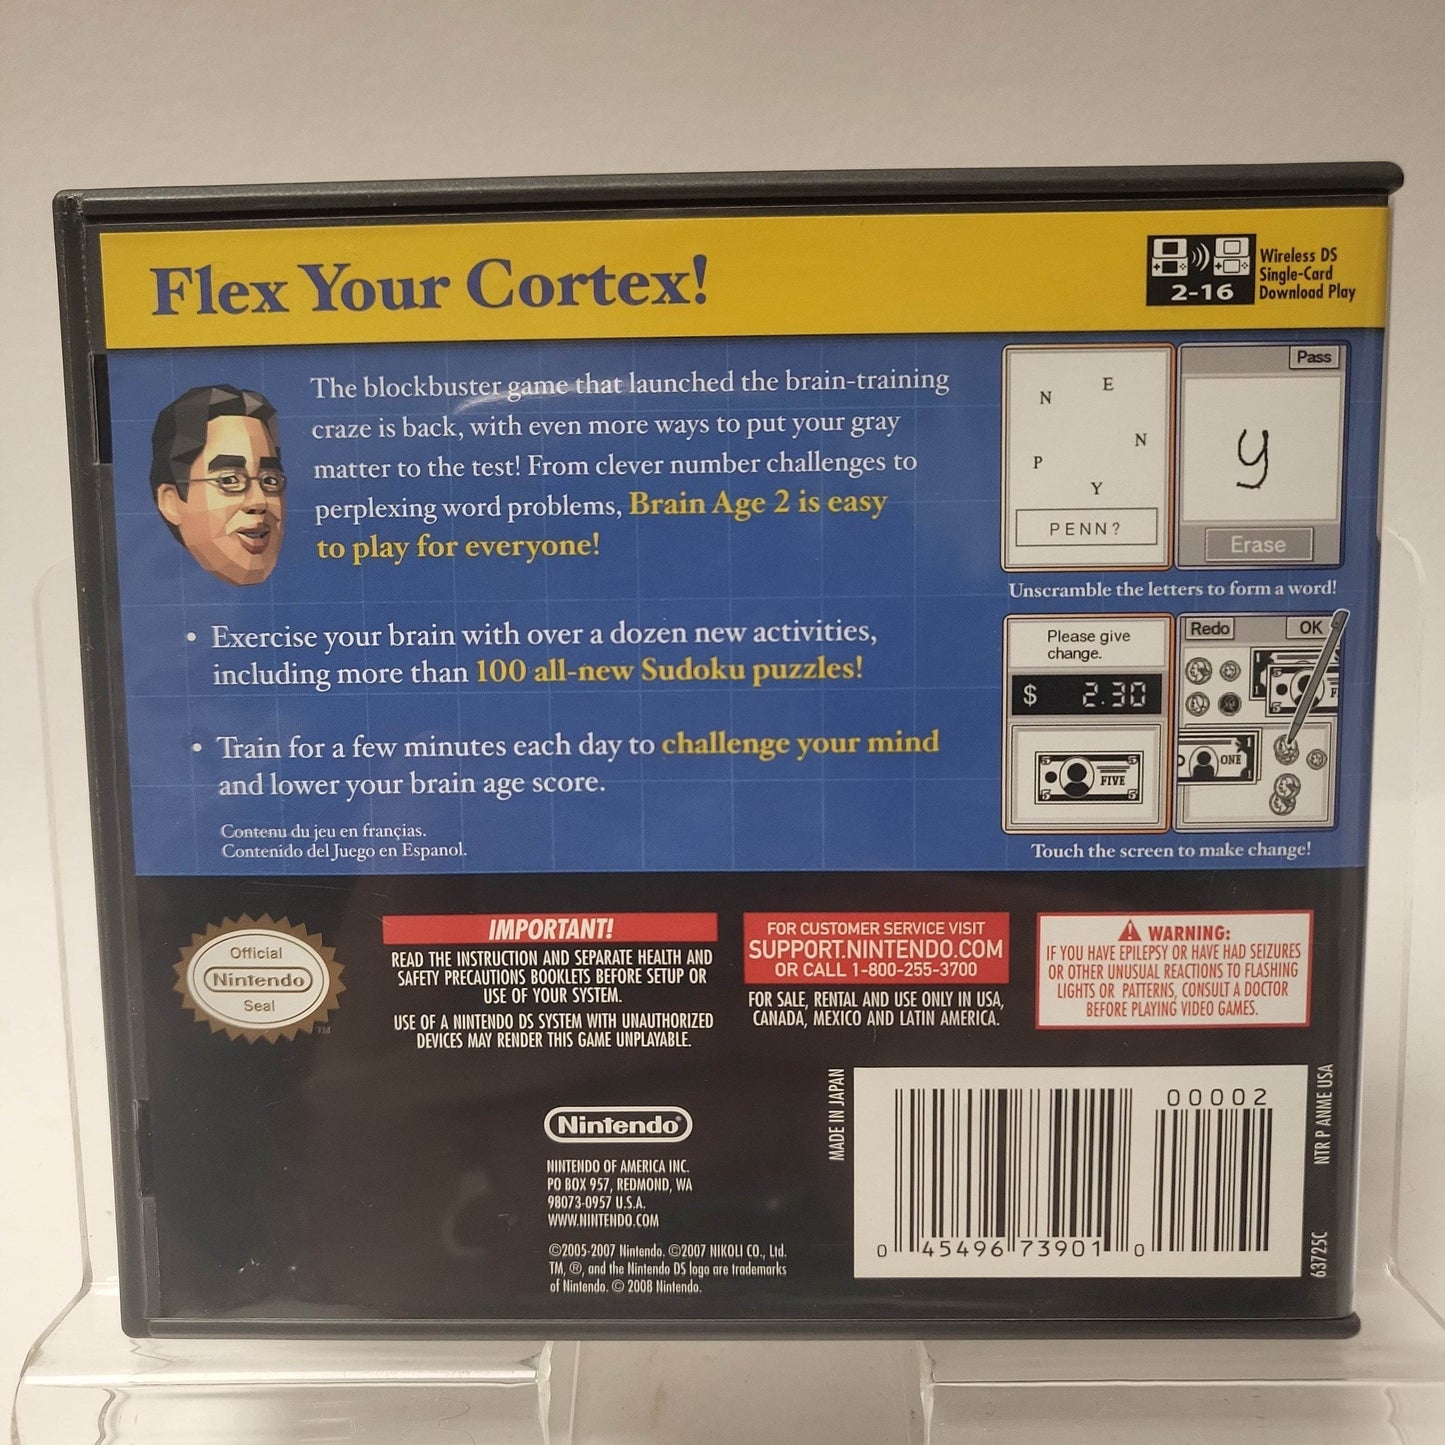 Flex Your Cortex!
2-16
Wireless DS
Single-Card
Download Play
The blockbuster game that launched the brain-training
craze is back, with even more ways to put your gray
matter to the test! From clever number challenges to
perplexing word problems, Brain Age 2 is easy
to play for everyone!
• Exercise your brain with over a dozen new activities,
including more than 100 all-new Sudoku puzzles!
• Train for a few minutes each day to challenge your mind
and lower your brain age score.
Contenu du jeu en françias.
Contenido del Juego en Espanol.
E
N
N
P
Y
PENN?
Pass
y
Erase
Unscramble the letters to form a word!
Please give
change.
$ 2.30
FIVE
Redo
OK
ONE
Touch the screen to make change!
Official
Nintendo
Seal
TM
IMPORTANT!
READ THE INSTRUCTION AND SEPARATE HEALTH AND
SAFETY PRECAUTIONS BOOKLETS BEFORE SETUP OR
USE OF YOUR SYSTEM.
USE OF A NINTENDO DS SYSTEM WITH UNAUTHORIZED
DEVICES MAY RENDER THIS GAME UNPLAYABLE.
FOR CUSTOMER SERVICE VISIT
SUPPORT.NINTENDO.COM
OR CALL 1-800-255-3700
FOR SALE, RENTAL AND USE ONLY IN USA,
CANADA, MEXICO AND LATIN AMERICA.
WARNING:
IF YOU HAVE EPILEPSY OR HAVE HAD SEIZURES
OR OTHER UNUSUAL REACTIONS TO FLASHING
LIGHTS OR PATTERNS, CONSULT A DOCTOR
BEFORE PLAYING VIDEO GAMES.
Nintendo®
NINTENDO OF AMERICA INC.
PO BOX 957, REDMOND, WA
98073-0957 U.S.A.
WWW.NINTENDO.COM
©2005-2007 Nintendo. ©2007 NIKOLI CO., Ltd.
TM, ®, and the Nintendo DS logo are trademarks
of Nintendo. © 2008 Nintendo.
MADE IN JAPAN
00002
0 45496 73901 0
NTR P ANME USA
63725C